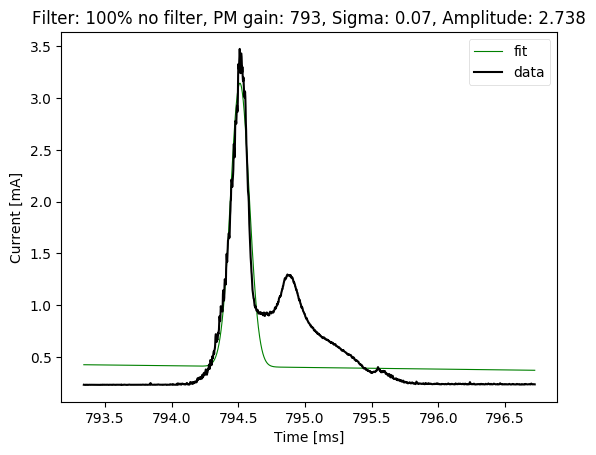 Filter: 100% no filter, PM gain: 793, Sigma: 0.07, Amplitude: 2.738
fit
data
Current [mA]
3.5
3.0
2.5
2.0
1.5
1.0
0.5
793.5 794.0 794.5 795.0 795.5 796.0 796.5
Time [ms]